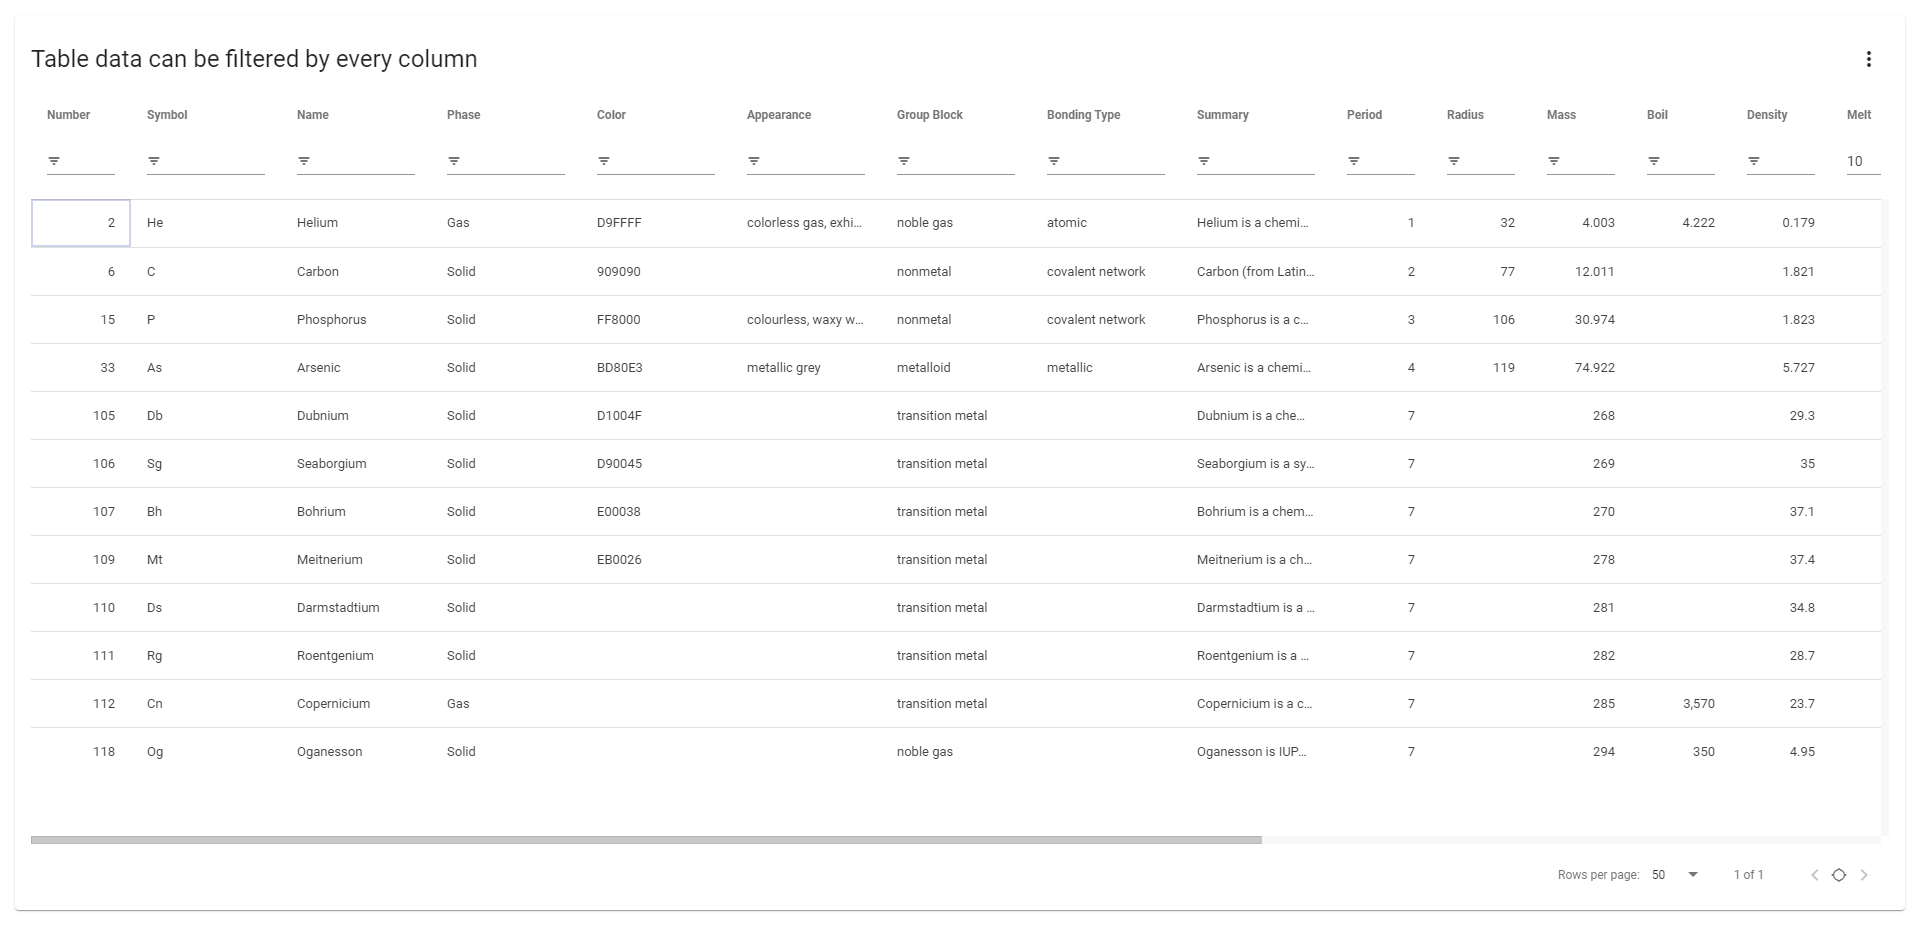 Table data can be filtered by every column
Number Symbol Name Phase Color Appearance Group Block Bonding Type Summary Period Radius Mass Boil Density Melt
10
2 He Helium Gas D9FFFF colorless gas, exhi... noble gas atomic Helium is a chemi... 1 32 4.003 4.222 0.179
6 C Carbon Solid 909090 nonmetal covalent network Carbon (from Latin... 2 77 12.011 1.821
15 P Phosphorus Solid FF8000 colourless, waxy w... nonmetal covalent network Phosphorus is a c... 3 106 30.974 1.823
33 As Arsenic Solid BD80E3 metallic grey metalloid metallic Arsenic is a chemi... 4 119 74.922 5.727
105 Db Dubnium Solid D1004F transition metal Dubnium is a che... 7 268 29.3
106 Sg Seaborgium Solid D90045 transition metal Seaborgium is a sy... 7 269 35
107 Bh Bohrium Solid E00038 transition metal Bohrium is a chem... 7 270 37.1
109 Mt Meitnerium Solid EB0026 transition metal Meitnerium is a ch... 7 278 37.4
110 Ds Darmstadtium Solid transition metal Darmstadtium is a ... 7 281 34.8
111 Rg Roentgenium Solid transition metal Roentgenium is a ... 7 282 28.7
112 Cn Copernicium Gas transition metal Copernicium is a c... 7 285 3,570 23.7
118 Og Oganesson Solid noble gas Oganesson is IUP... 7 294 350 4.95
Rows per page: 50 1 of 1